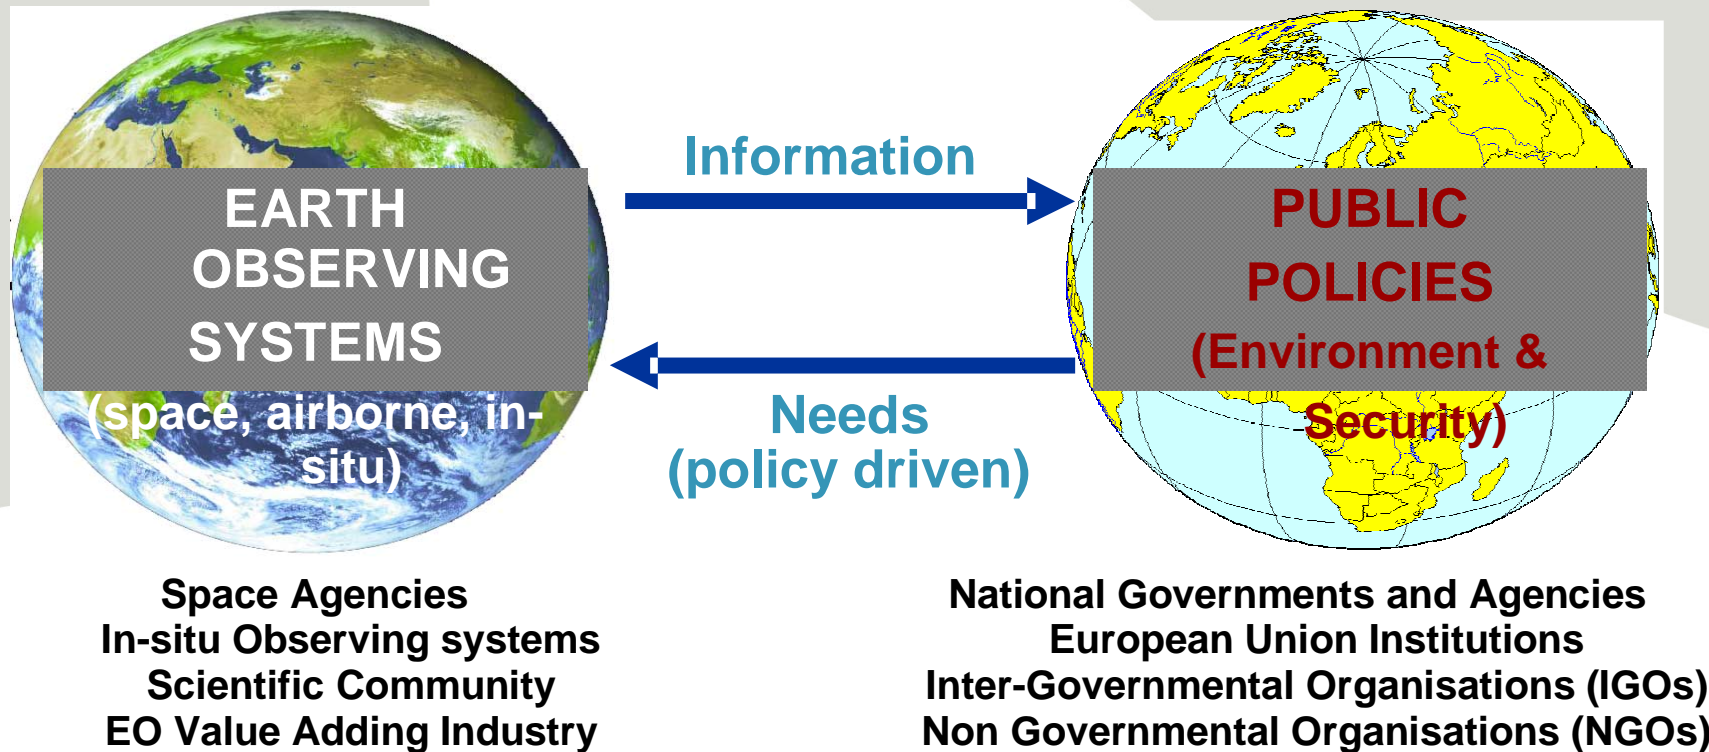 EARTH
OBSERVING
SYSTEMS
(space, airborne, in-
situ)
Information
Needs
(policy driven)
PUBLIC
POLICIES
(Environment &
Security)
Space Agencies
In-situ Observing systems
Scientific Community
EO Value Adding Industry
National Governments and Agencies
European Union Institutions
Inter-Governmental Organisations (IGOs)
Non Governmental Organisations (NGOs)